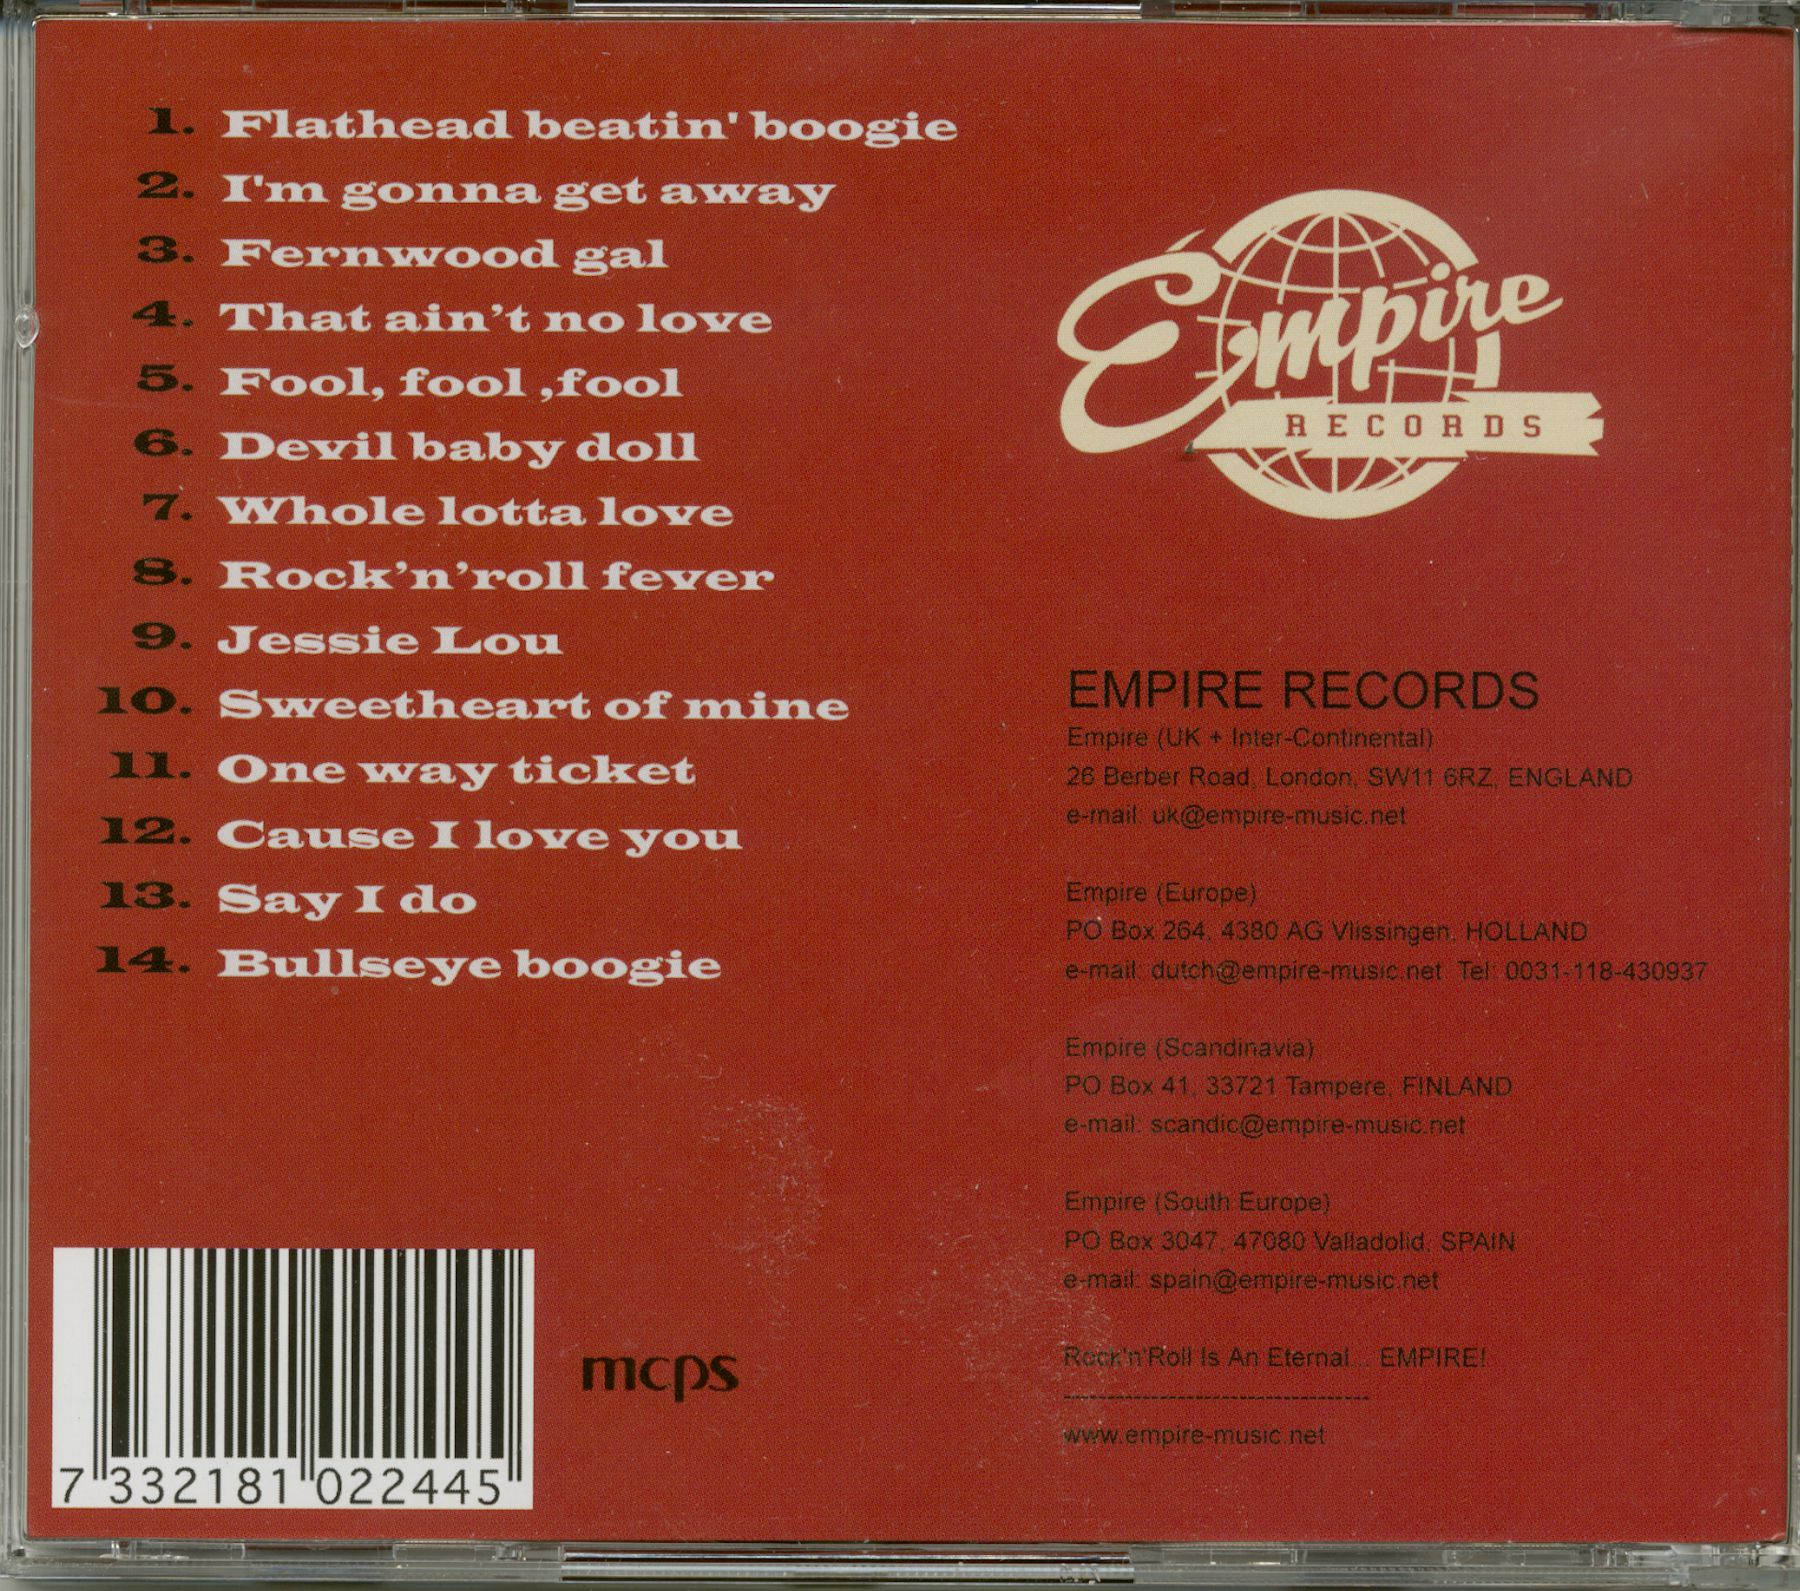 1. Flathead beatin' boogie
2. I'm gonna get away
3. Fernwood gal
4. That ain’t no love
5. Fool, fool ,fool
6. Devil baby doll
7. Whole lotta love
8. Rock’n’roll fever
9. Jessie Lou
10. Sweetheart of mine
11. One way ticket
12. Cause I love you
13. Say I do
14. Bullseye boogie
Empire
RECORDS
EMPIRE RECORDS
Empire (UK + Inter-Continental)
26 Berber Road, London, SW11 6RZ, ENGLAND
e-mail: uk@empire-music.net
Empire (Europe)
PO Box 264, 4380 AG Vlissingen, HOLLAND
e-mail: dutch@empire-music.net Tel: 0031-118-430937
Empire (Scandinavia)
PO Box 41, 33721 Tampere, FINLAND
e-mail: scandic@empire-music.net
Empire (South Europe)
PO Box 3047, 47080 Valladolid, SPAIN
e-mail: spain@empire-music.net
Rock'n'Roll Is An Eternal... EMPIRE!
-----------------------------------
www.empire-music.net
mcps
7 332181 022445